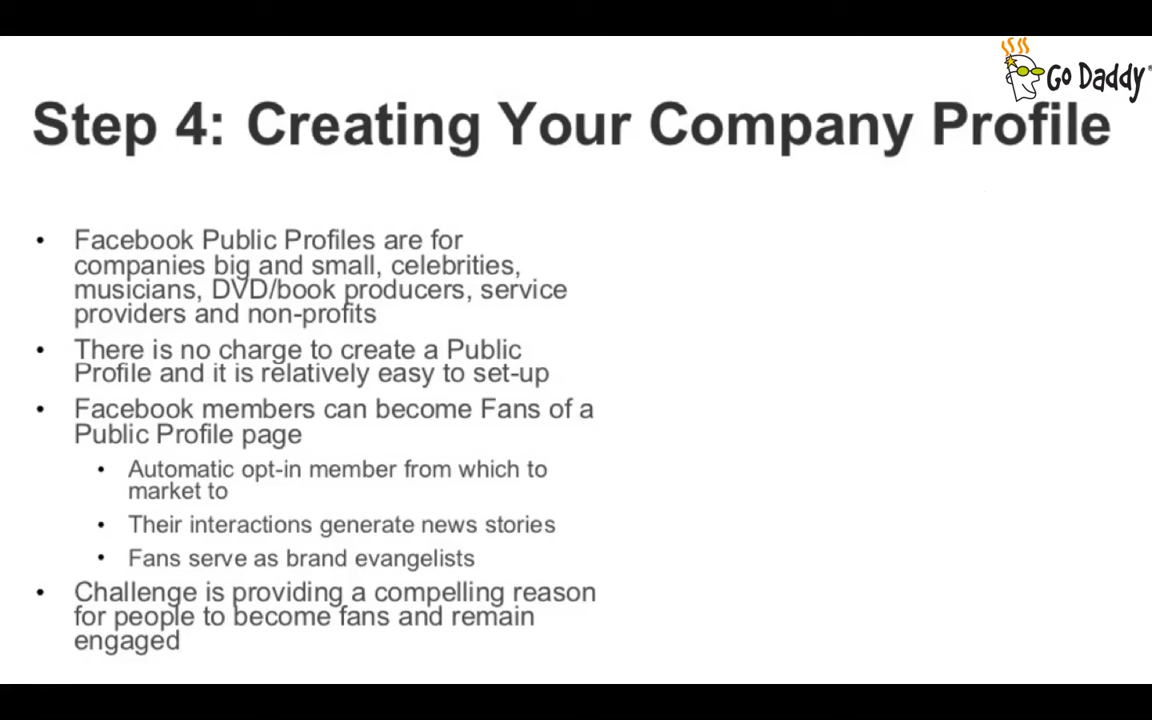 Go Daddy®
Step 4: Creating Your Company Profile
• Facebook Public Profiles are for
companies big and small, celebrities,
musicians, DVD/book producers, service
providers and non-profits
• There is no charge to create a Public
Profile and it is relatively easy to set-up
• Facebook members can become Fans of a
Public Profile page
• Automatic opt-in member from which to
market to
• Their interactions generate news stories
• Fans serve as brand evangelists
• Challenge is providing a compelling reason
for people to become fans and remain
engaged